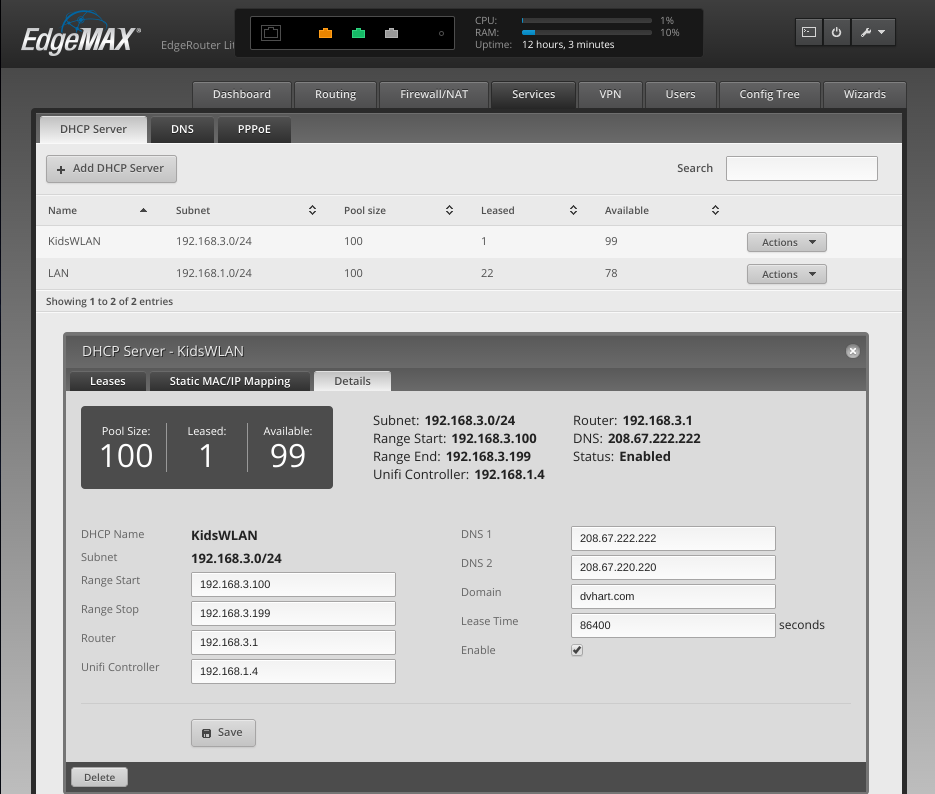 EdgeMAX®
EdgeRouter Lit
CPU: 1%
RAM: 10%
Uptime: 12 hours, 3 minutes
Dashboard Routing Firewall/NAT Services VPN Users Config Tree Wizards
DHCP Server DNS PPPoE
+ Add DHCP Server
Search
Name Subnet Pool size Leased Available
KidsWLAN 192.168.3.0/24 100 1 99 Actions
LAN 192.168.1.0/24 100 22 78 Actions
Showing 1 to 2 of 2 entries
DHCP Server - KidsWLAN
Leases Static MAC/IP Mapping Details
Pool Size: Leased: Available:
100 1 99
Subnet: 192.168.3.0/24
Range Start: 192.168.3.100
Range End: 192.168.3.199
Unifi Controller: 192.168.1.4
Router: 192.168.3.1
DNS: 208.67.222.222
Status: Enabled
DHCP Name KidsWLAN
Subnet 192.168.3.0/24
Range Start 192.168.3.100
Range Stop 192.168.3.199
Router 192.168.3.1
Unifi Controller 192.168.1.4
DNS 1 208.67.222.222
DNS 2 208.67.220.220
Domain dvhart.com
Lease Time 86400 seconds
Enable
Save
Delete